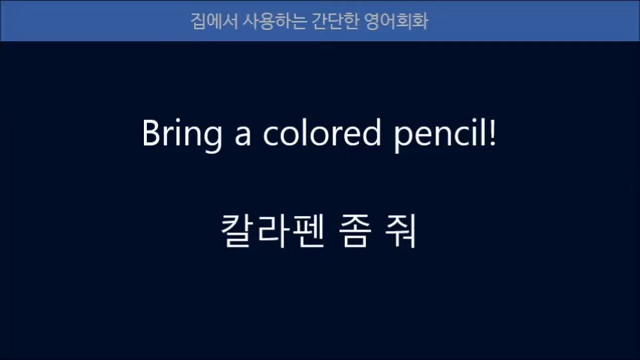 집에서 사용하는 간단한 영어회화
Bring a colored pencil!
칼라펜 좀 줘